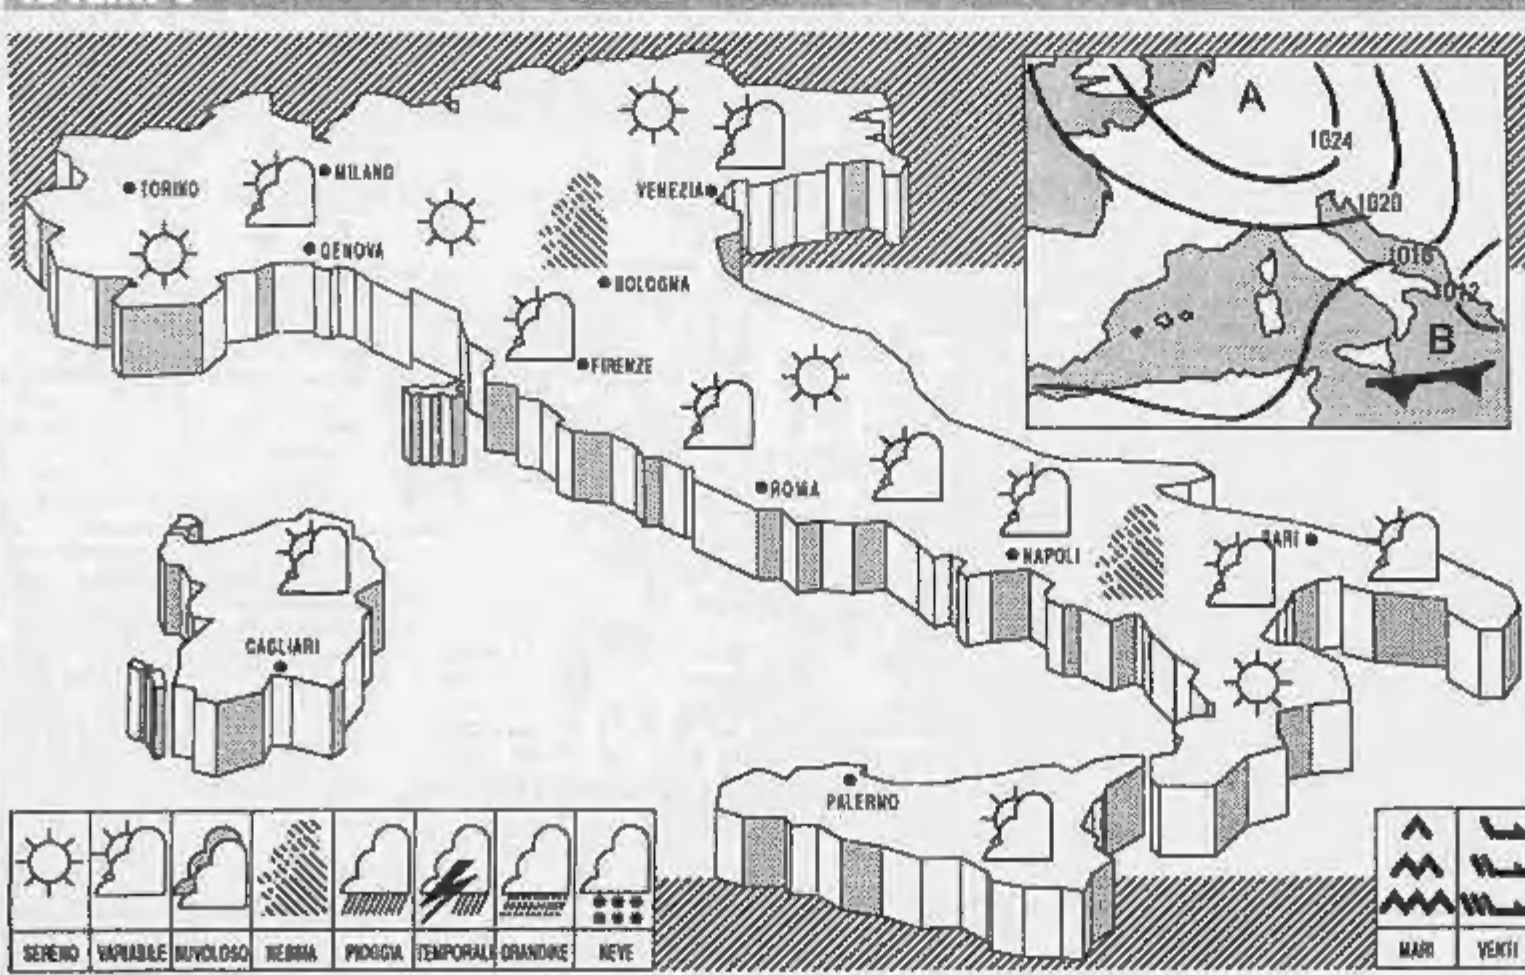 A
1024
1020
1016
1012
B
MILANO
TORINO
VENEZIA
GENOVA
BOLOGNA
FIRENZE
ROMA
NAPOLI
BARI
CAGLIARI
PALERMO
SERENO VARIABILE NUVOLOSO NEBBIA PIOGGIA TEMPORALE GRANDINE NEVE
MARI VENTI